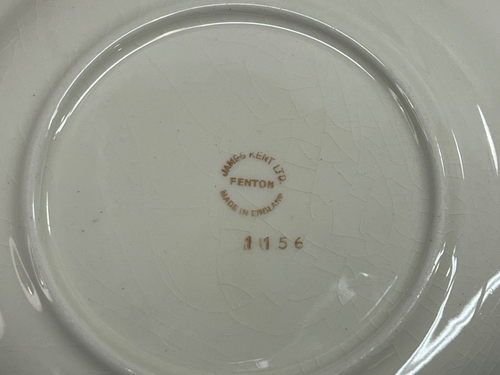 JAMES KENT LTD.
FENTON
MADE IN ENGLAND
1156